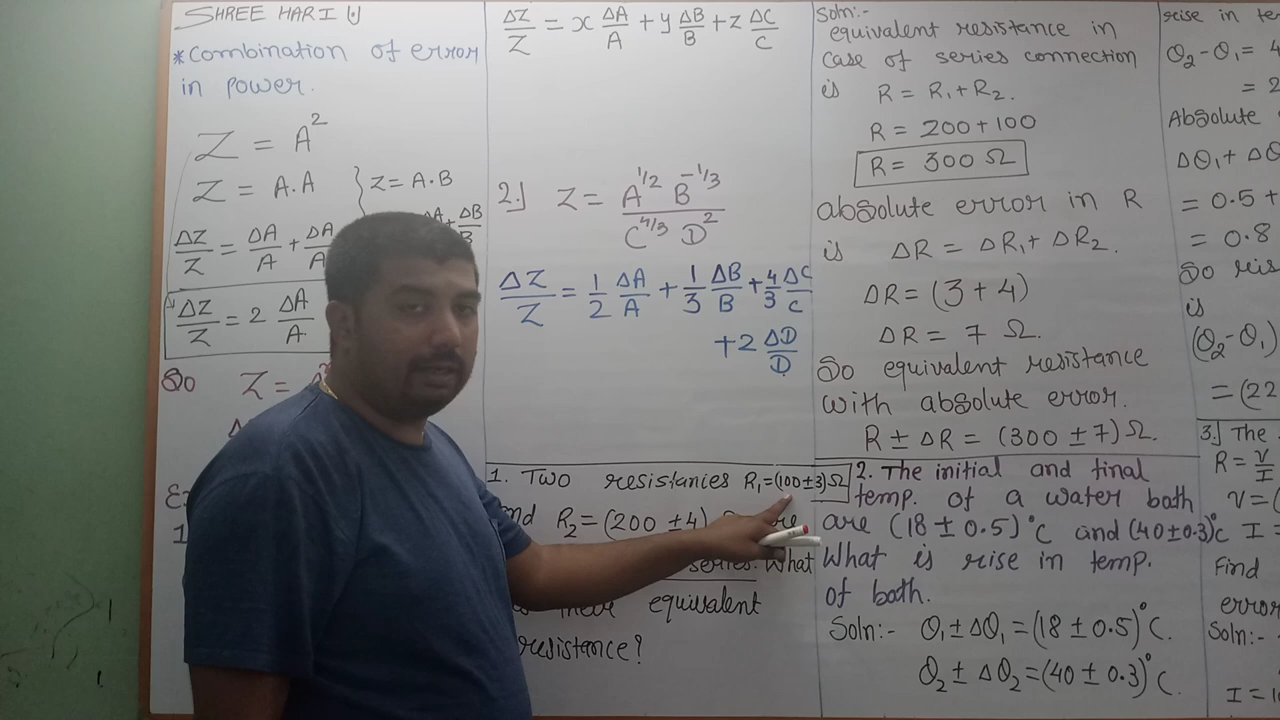 SHREE HARI
*Combination of error
in power.
Z = A²
Z = A.A
Z = A.B
ΔZ/Z = ΔA/A + ΔA/A
ΔB/B
ΔZ/Z = 2 ΔA/A
So Z =
1
ΔZ/Z = x ΔA/A + y ΔB/B + z ΔC/C
2.] Z = A^1/2 B^-1/3 / C^4/3 D^2
ΔZ/Z = 1/2 ΔA/A + 1/3 ΔB/B + 4/3 ΔC/C
+ 2 ΔD/D
1. Two resistanies R₁=(100±3)Ω
R₂=(200 ±4)
series. What
equivalent
resistance?
Soln:-
equivalent resistance in
case of series connection
is R = R₁+R₂.
R = 200+100
R = 300 Ω
absolute error in R
is ΔR = ΔR₁+ ΔR₂.
ΔR = (3+4)
ΔR = 7 Ω.
So equivalent resistance
with absolute error.
R ± ΔR = (300 ±7)Ω.
2. The initial and final
temp. of a water bath
are (18 ± 0.5)°C and (40±0.3)°C
What is rise in temp.
of bath.
Soln:- θ₁ ± Δθ₁ = (18 ± 0.5)°C.
θ₂ ± Δθ₂ = (40 ± 0.3)°C.
rise in
θ₂ - θ₁ = 4
= 2
Absolute
Δθ₁ +
= 0.5 +
= 0.8
So
is
(θ₂ - θ₁)
= (22
3.] The
R = V/I
V = (
I =
Find
error
Soln:-
I = 1